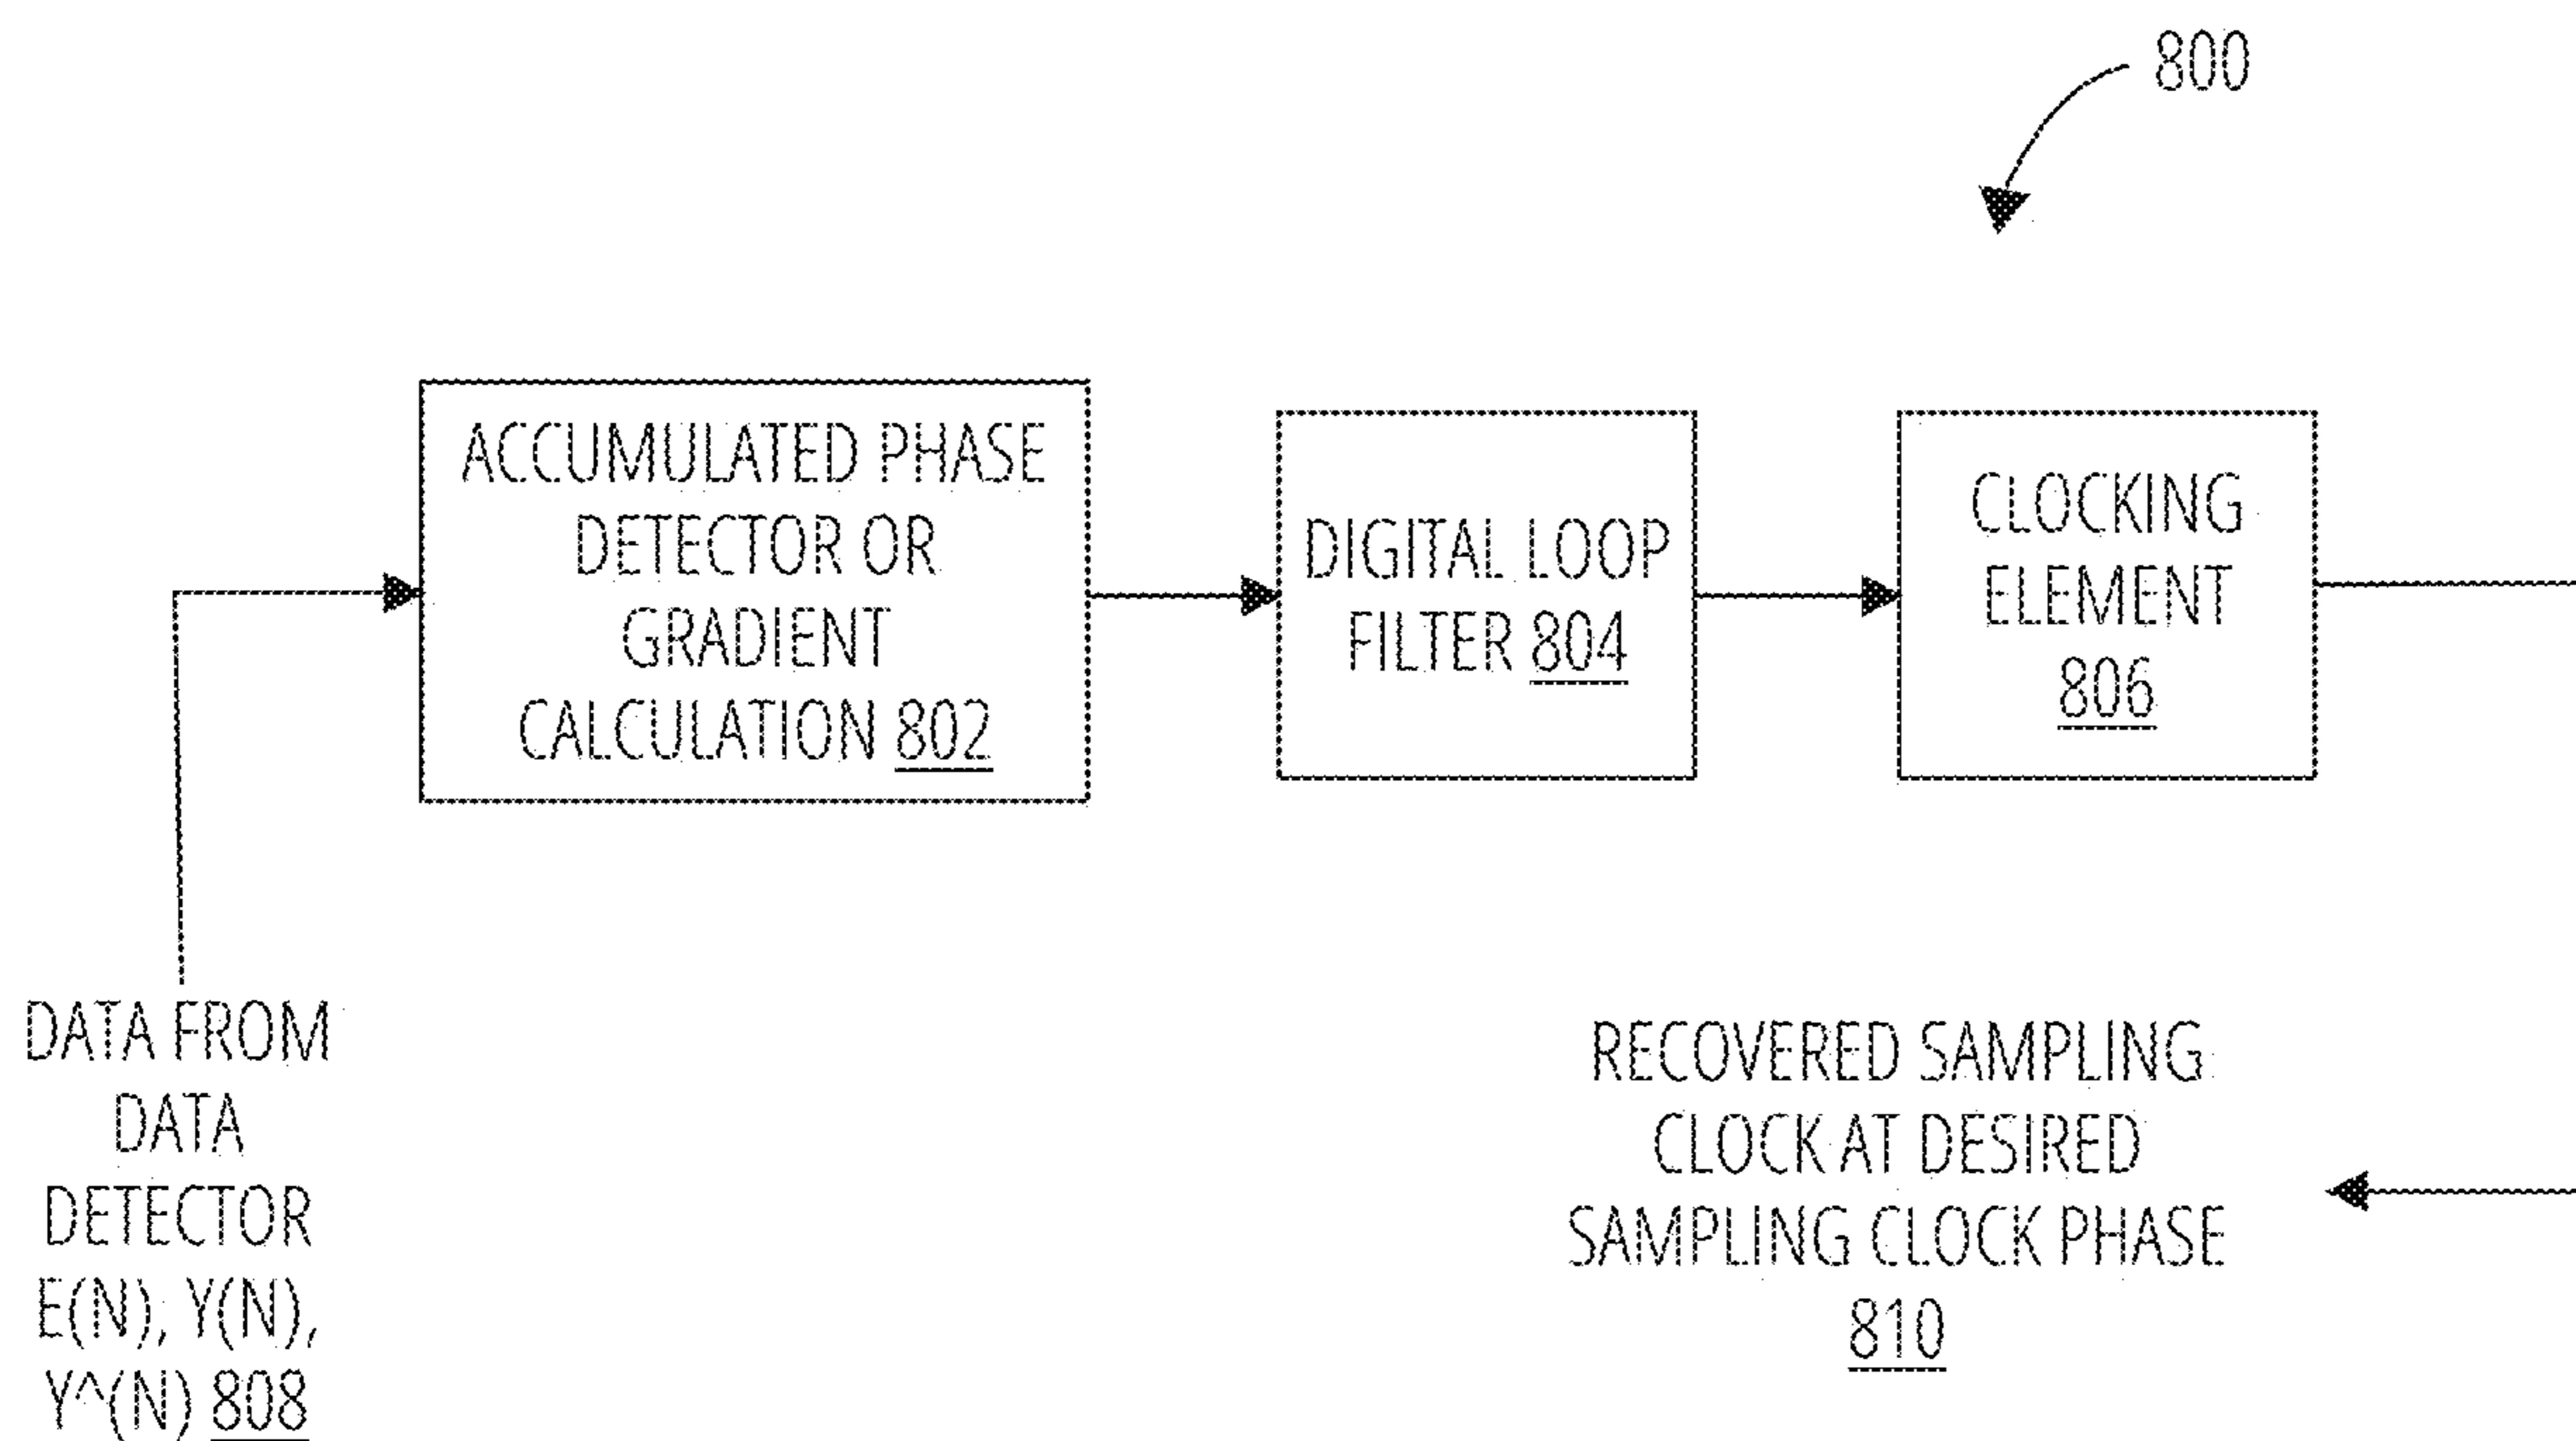 800
ACCUMULATED PHASE
DETECTOR OR
GRADIENT
CALCULATION 802
DIGITAL LOOP
FILTER 804
CLOCKING
ELEMENT
806
DATA FROM
DATA
DETECTOR
E(N), Y(N),
Y^(N) 808
RECOVERED SAMPLING
CLOCK AT DESIRED
SAMPLING CLOCK PHASE
810